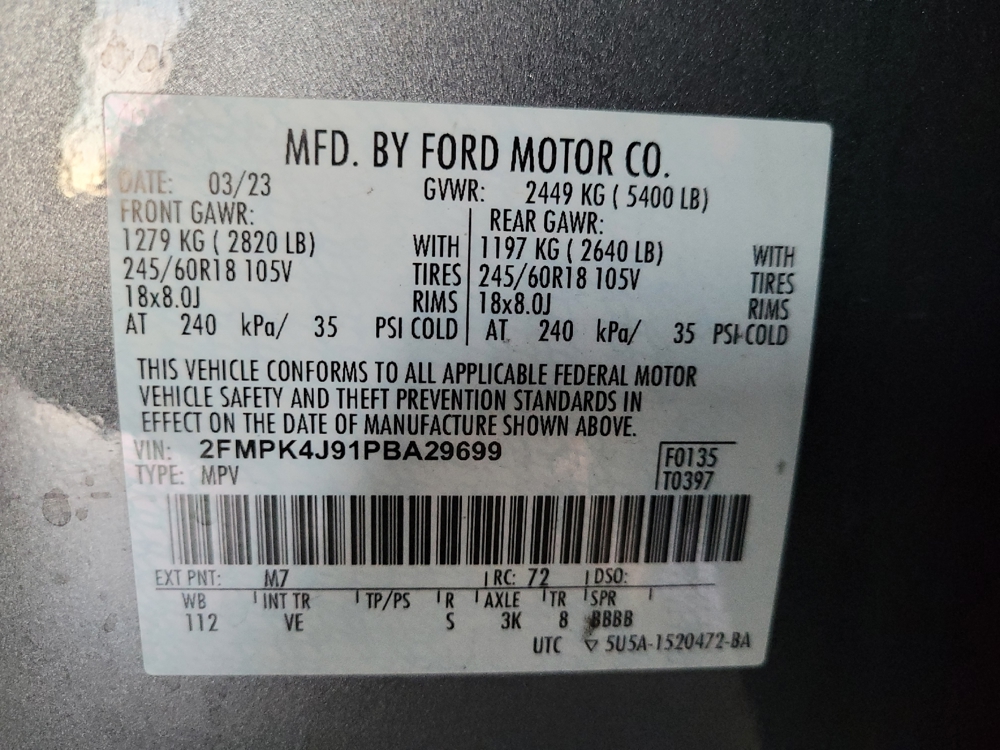 MFD. BY FORD MOTOR CO.
DATE: 03/23 GVWR: 2449 KG ( 5400 LB)
FRONT GAWR: REAR GAWR:
1279 KG ( 2820 LB) WITH 1197 KG ( 2640 LB) WITH
245/60R18 105V TIRES 245/60R18 105V TIRES
18x8.0J RIMS 18x8.0J RIMS
AT 240 kPa/ 35 PSI COLD AT 240 kPa/ 35 PSI COLD
THIS VEHICLE CONFORMS TO ALL APPLICABLE FEDERAL MOTOR
VEHICLE SAFETY AND THEFT PREVENTION STANDARDS IN
EFFECT ON THE DATE OF MANUFACTURE SHOWN ABOVE.
VIN: 2FMPK4J91PBA29699 F0135
TYPE: MPV T0397
EXT PNT: M7 RC: 72 DSO:
WB INT TR TP/PS R AXLE TR SPR
112 VE S 3K 8 BBBB
UTC ▽ 5U5A-1520472-BA